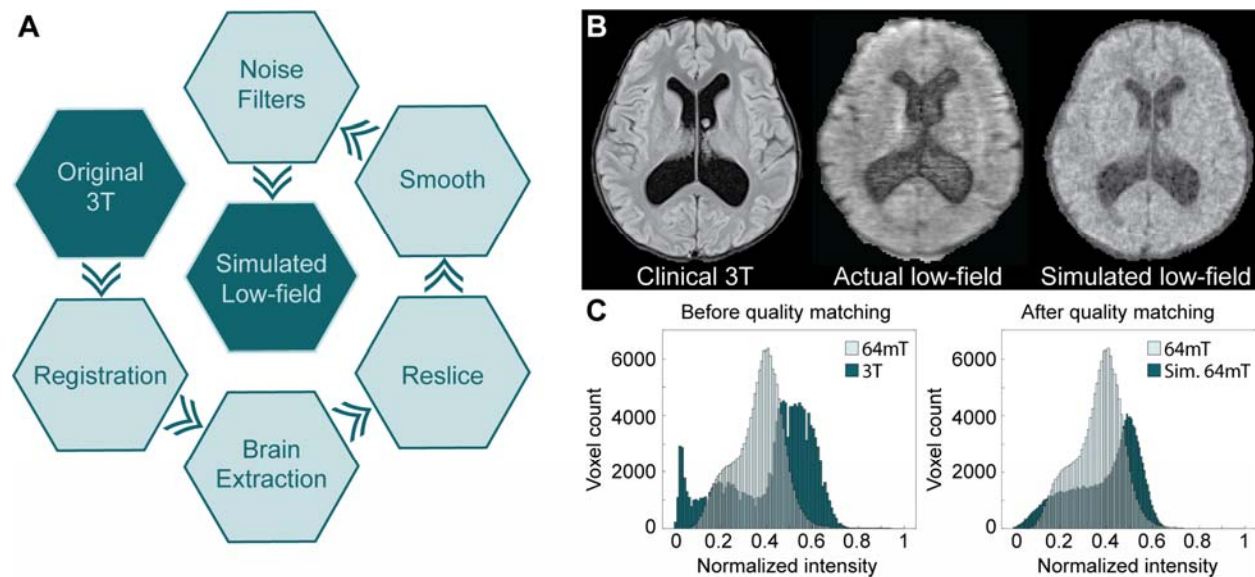 A
Noise
Filters
Original
3T
Smooth
Simulated
Low-field
Registration
Reslice
Brain
Extraction
B
Clinical 3T
Actual low-field
Simulated low-field
C
Before quality matching
64mT
3T
6000
4000
2000
0
Voxel count
0 0.2 0.4 0.6 0.8 1
Normalized intensity
After quality matching
64mT
Sim. 64mT
6000
4000
2000
0
Voxel count
0 0.2 0.4 0.6 0.8 1
Normalized intensity